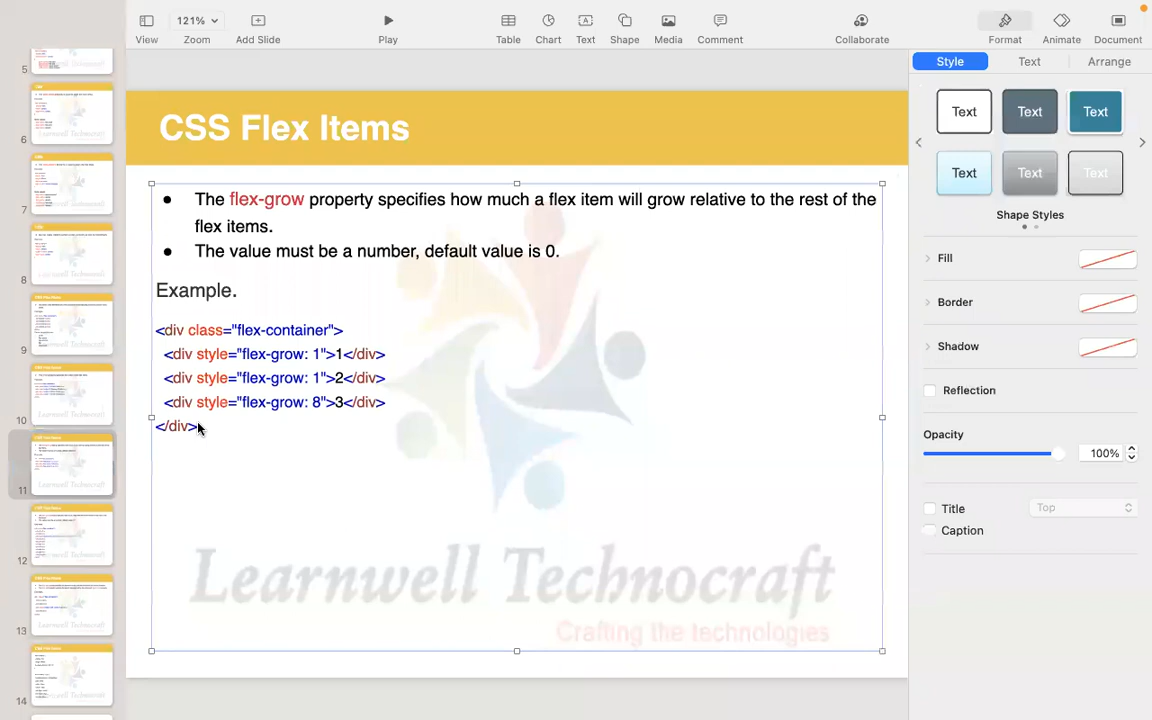 121%
View
Zoom
Add Slide
Play
Table
Chart
Text
Shape
Media
Comment
Collaborate
Format
Animate
Document
5
6
7
8
9
10
11
12
13
14
CSS Flex Items
● The flex-grow property specifies how much a flex item will grow relative to the rest of the
flex items.
● The value must be a number, default value is 0.
Example.
<div class="flex-container">
<div style="flex-grow: 1">1</div>
<div style="flex-grow: 1">2</div>
<div style="flex-grow: 8">3</div>
</div>
Learnwell Technocraft
Crafting the technologies
Style
Text
Arrange
Text Text Text
Text Text Text
Shape Styles
Fill
Border
Shadow
Reflection
Opacity
100%
Title
Top
Caption